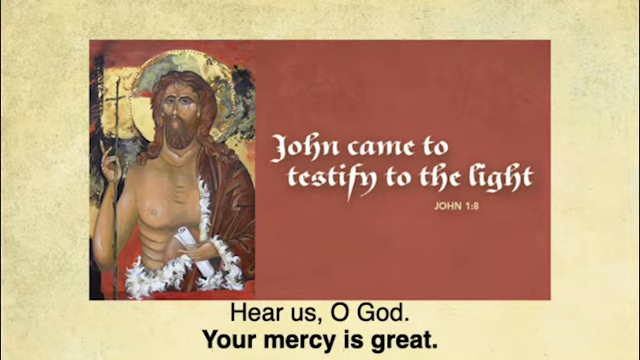 John came to
testify to the light
JOHN 1:8
Hear us, O God.
Your mercy is great.